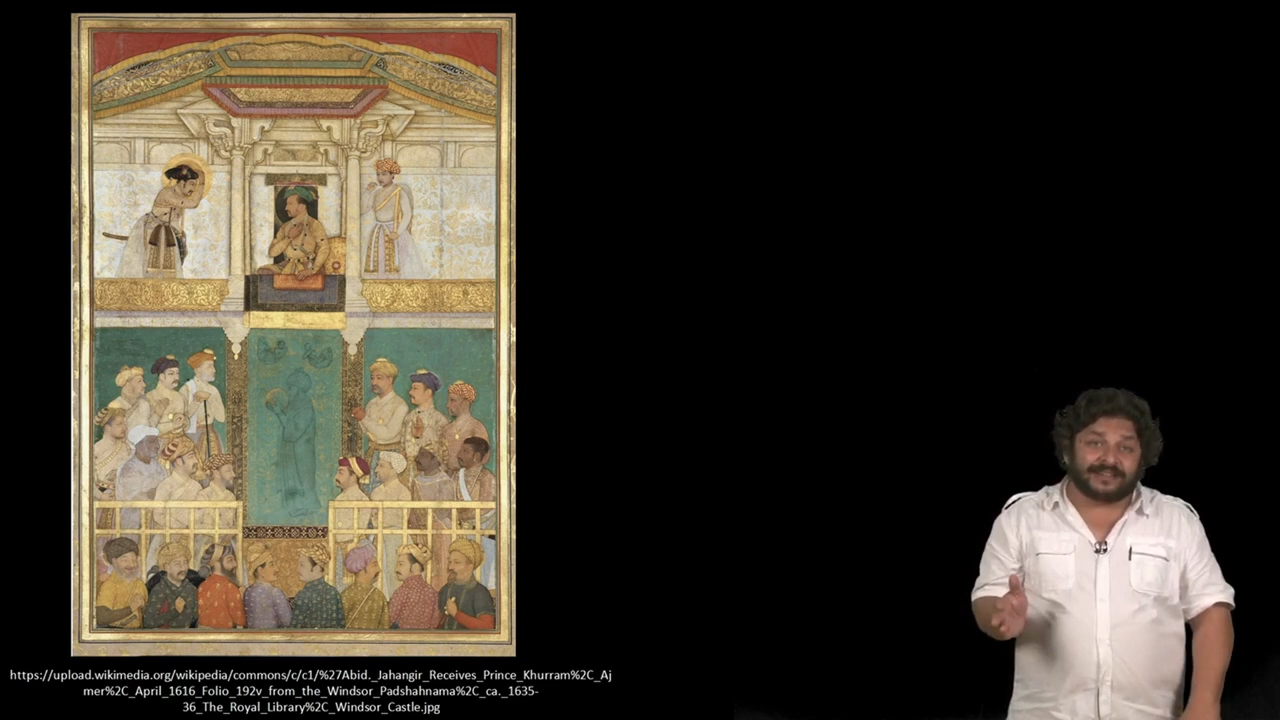 https://upload.wikimedia.org/wikipedia/commons/c/c1/%27Abid._Jahangir_Receives_Prince_Khurram%2C_Aj
mer%2C_April_1616_Folio_192v_from_the_Windsor_Padshahnama%2C_ca._1635-
36_The_Royal_Library%2C_Windsor_Castle.jpg